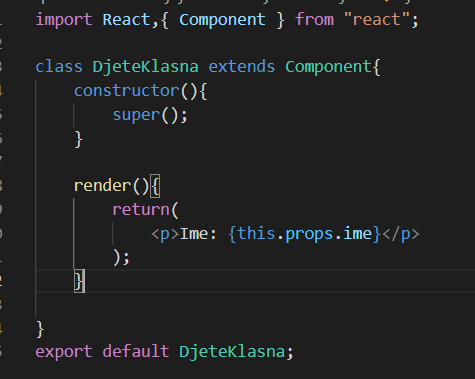 import React,{ Component } from "react";
class DjeteKlasna extends Component{
constructor(){
super();
}
render(){
return(
<p>Ime: {this.props.ime}</p>
);
}
}
export default DjeteKlasna;